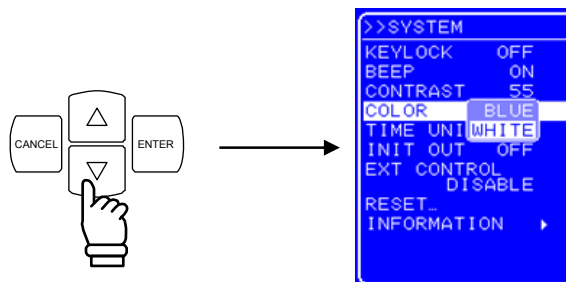 CANCEL
ENTER
>>SYSTEM
KEYLOCK OFF
BEEP ON
CONTRAST 55
COLOR BLUE
TIME UNI WHITE
INIT OUT OFF
EXT CONTROL
DISABLE
RESET…
INFORMATION